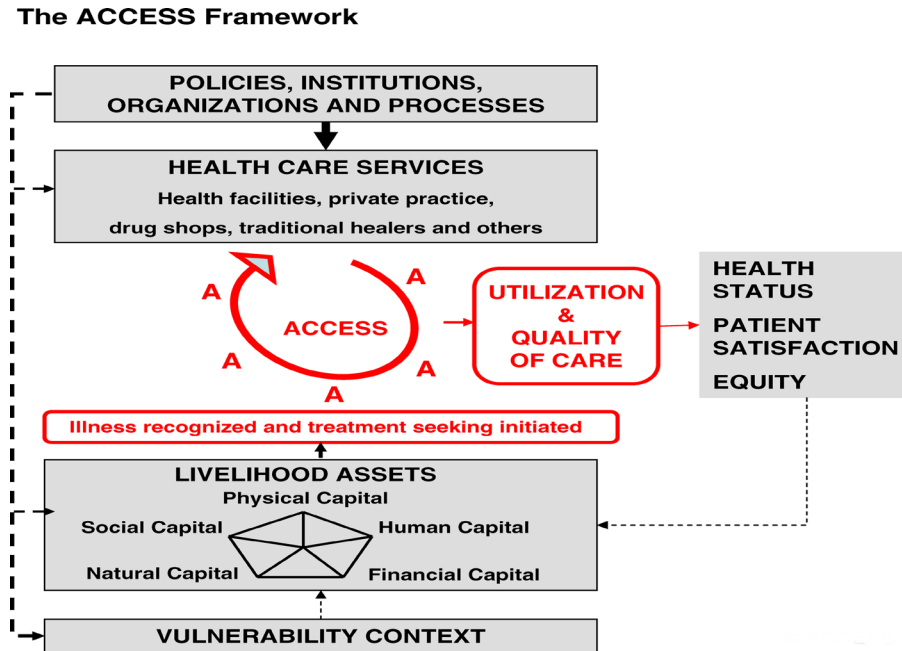 The ACCESS Framework
POLICIES, INSTITUTIONS,
ORGANIZATIONS AND PROCESSES
HEALTH CARE SERVICES
Health facilities, private practice,
drug shops, traditional healers and others
A
A
ACCESS
A
A
A
UTILIZATION
&
QUALITY
OF CARE
HEALTH
STATUS
PATIENT
SATISFACTION
EQUITY
Illness recognized and treatment seeking initiated
LIVELIHOOD ASSETS
Physical Capital
Social Capital
Human Capital
Natural Capital
Financial Capital
VULNERABILITY CONTEXT